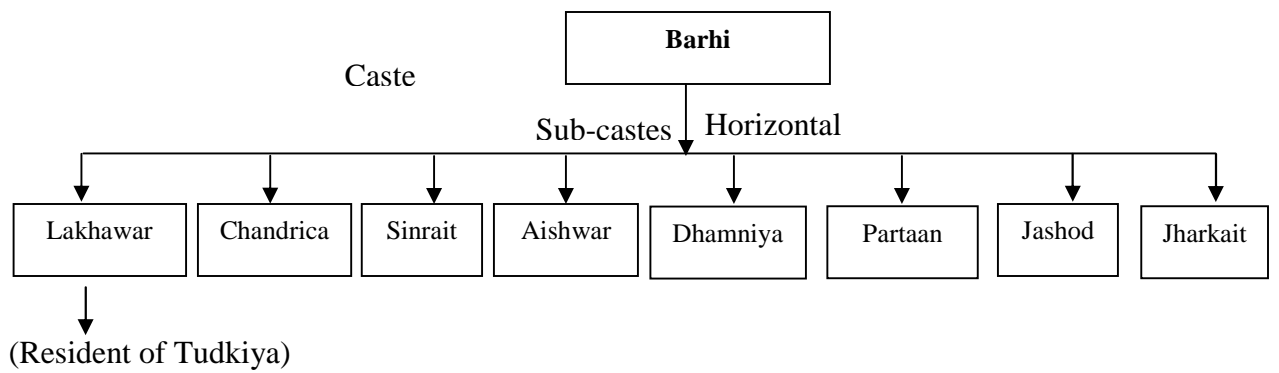 Barhi
Caste
Sub-castes Horizontal
Lakhawar Chandrica Sinrait Aishwar Dhamniya Partaan Jashod Jharkait
(Resident of Tudkiya)